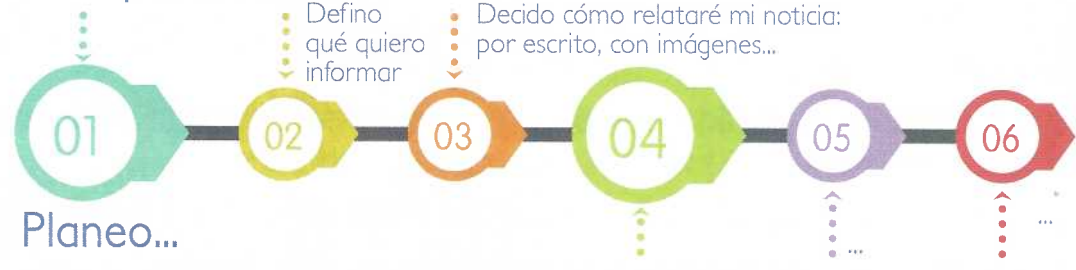 Defino
qué quiero
informar
Decido cómo relataré mi noticia:
por escrito, con imágenes...
01
02
03
04
05
06
Planeo...
...
...